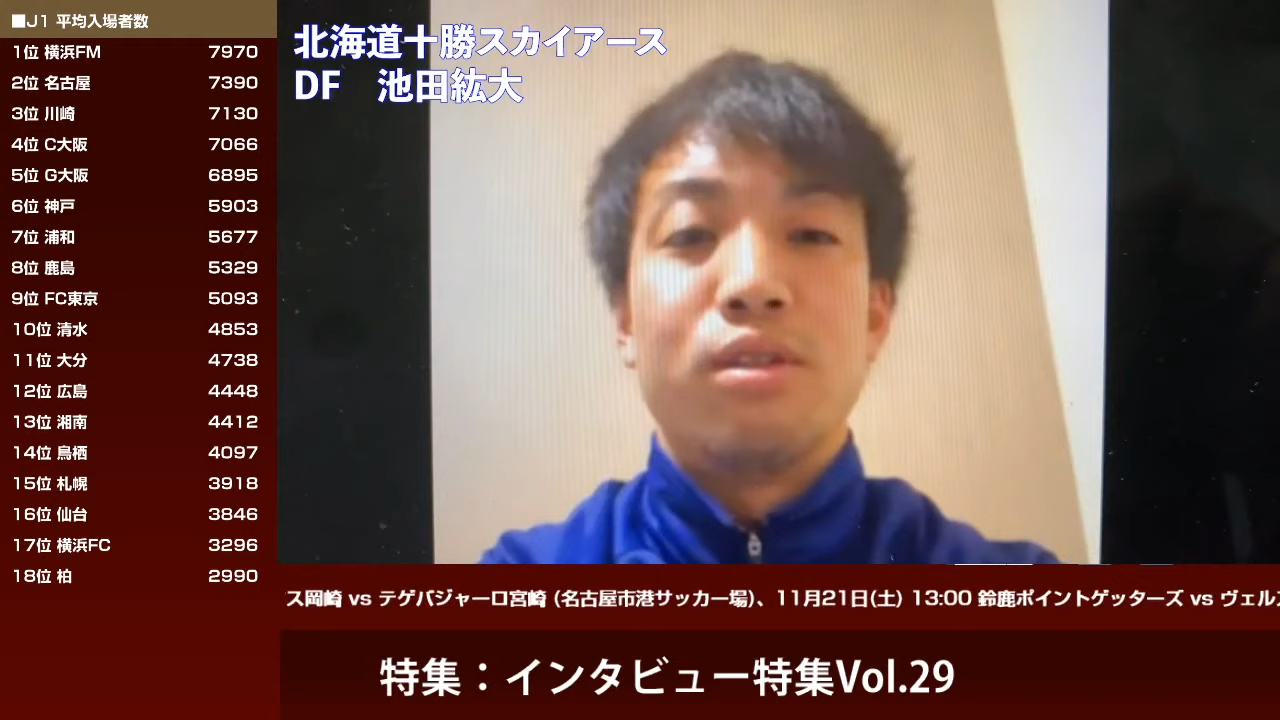 ■J1 平均入場者数
1位 横浜FM 7970
2位 名古屋 7390
3位 川崎 7130
4位 C大阪 7066
5位 G大阪 6895
6位 神戸 5903
7位 浦和 5677
8位 鹿島 5329
9位 FC東京 5093
10位 清水 4853
11位 大分 4738
12位 広島 4448
13位 湘南 4412
14位 鳥栖 4097
15位 札幌 3918
16位 仙台 3846
17位 横浜FC 3296
18位 柏 2990
北海道十勝スカイアース
DF 池田紘大
ス岡崎 vs テゲバジャーロ宮崎 (名古屋市港サッカー場)、11月21日(土) 13:00 鈴鹿ポイントゲッターズ vs ヴェルス
特集：インタビュー特集Vol.29